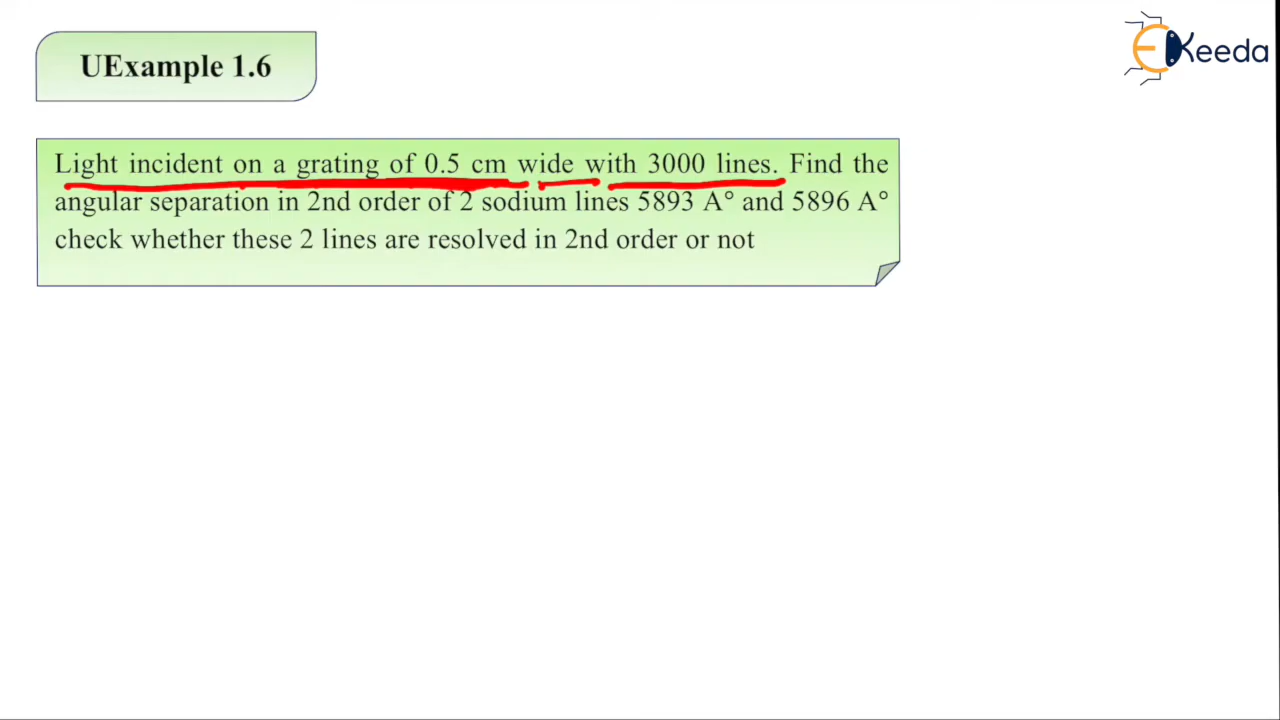 UExample 1.6
EKeeda
Light incident on a grating of 0.5 cm wide with 3000 lines. Find the
angular separation in 2nd order of 2 sodium lines 5893 A° and 5896 A°
check whether these 2 lines are resolved in 2nd order or not